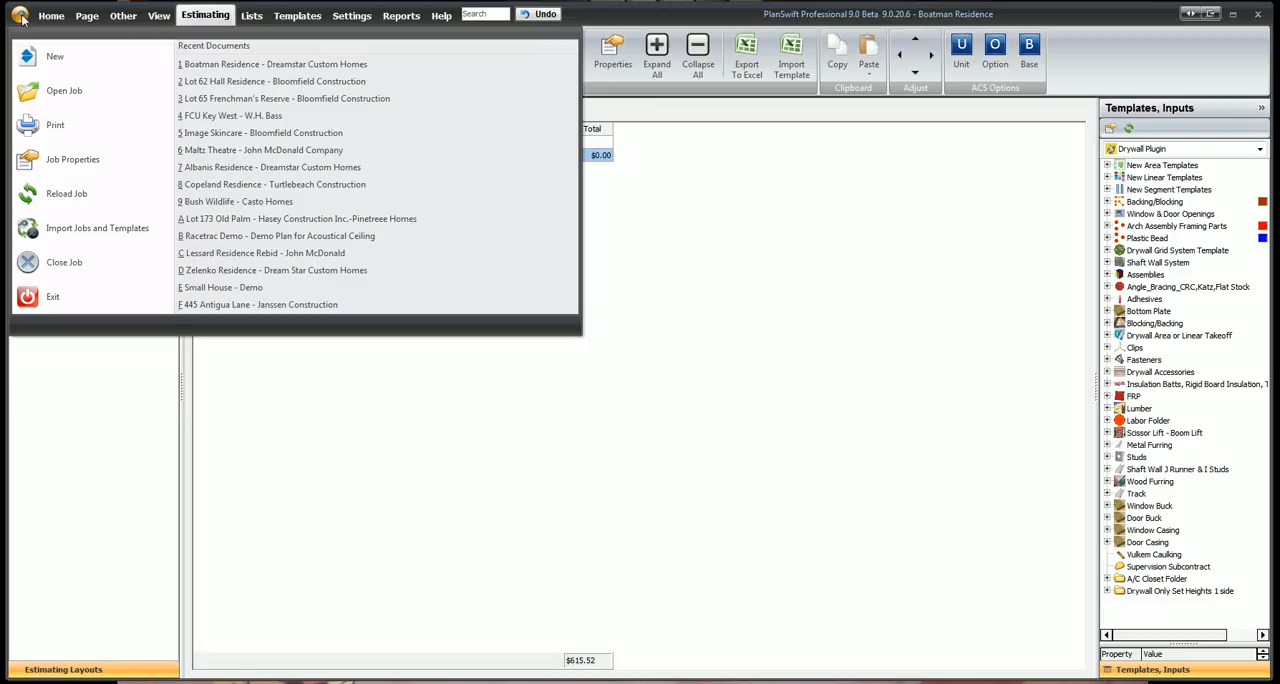 Home Page Other View Estimating Lists Templates Settings Reports Help Search Undo
PlanSwift Professional 9.0 Beta 9.0.20.6 - Boatman Residence
New
Open Job
Print
Job Properties
Reload Job
Import Jobs and Templates
Close Job
Exit
Recent Documents
1 Boatman Residence - Dreamstar Custom Homes
2 Lot 62 Hall Residence - Bloomfield Construction
3 Lot 65 Frenchman's Reserve - Bloomfield Construction
4 FCU Key West - W.H. Bass
5 Image Skincare - Bloomfield Construction
6 Maltz Theatre - John McDonald Company
7 Albanis Residence - Dreamstar Custom Homes
8 Copeland Resdience - Turtlebeach Construction
9 Bush Wildlife - Casto Homes
A Lot 173 Old Palm - Hasey Construction Inc.-Pinetreee Homes
B Racetrac Demo - Demo Plan for Acoustical Ceiling
C Lessard Residence Rebid - John McDonald
D Zelenko Residence - Dream Star Custom Homes
E Small House - Demo
F 445 Antigua Lane - Janssen Construction
Properties
Expand All
Collapse All
Export To Excel
Import Template
Copy
Paste
Clipboard
Adjust
U
O
B
Unit
Option
Base
ACS Options
Total
$0.00
$615.52
Estimating Layouts
Templates, Inputs
Drywall Plugin
New Area Templates
New Linear Templates
New Segment Templates
Backing/Blocking
Window & Door Openings
Arch Assembly Framing Parts
Plastic Bead
Drywall Grid System Template
Shaft Wall System
Assemblies
Angle_Bracing_CRC,Katz,Flat Stock
Adhesives
Bottom Plate
Blocking/Backing
Drywall Area or Linear Takeoff
Clips
Fasteners
Drywall Accessories
Insulation Batts, Rigid Board Insulation, T
FRP
Lumber
Labor Folder
Scissor Lift - Boom Lift
Metal Furring
Studs
Shaft Wall J Runner & I Studs
Wood Furring
Track
Window Buck
Door Buck
Window Casing
Door Casing
Vulkem Caulking
Supervision Subcontract
A/C Closet Folder
Drywall Only Set Heights 1 side
Property Value
Templates, Inputs